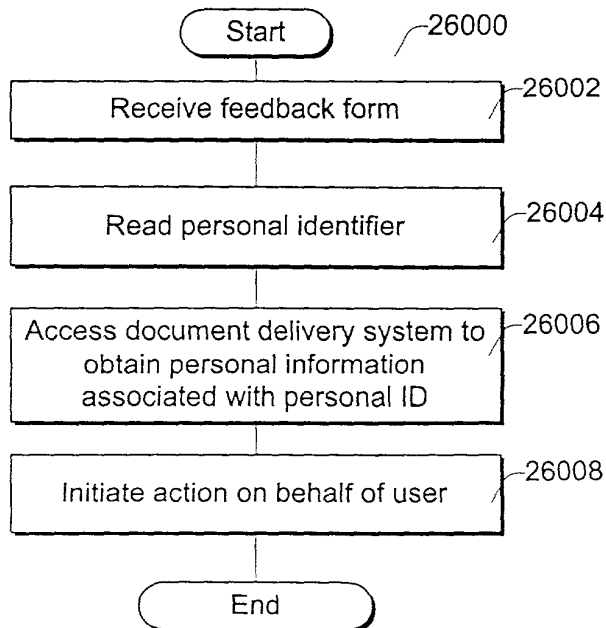 Start
26000
Receive feedback form
26002
Read personal identifier
26004
Access document delivery system to
obtain personal information
associated with personal ID
26006
Initiate action on behalf of user
26008
End